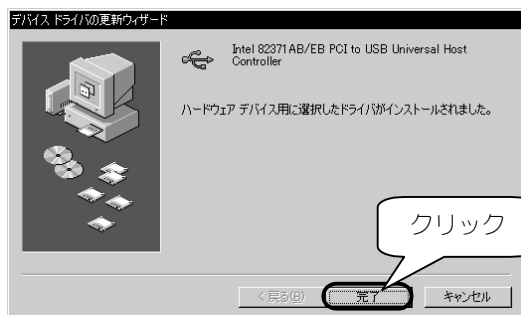 デバイス ドライバの更新ウィザード
Intel 82371AB/EB PCI to USB Universal Host
Controller
ハードウェア デバイス用に選択したドライバがインストールされました。
クリック
< 戻る(B)
完了
キャンセル